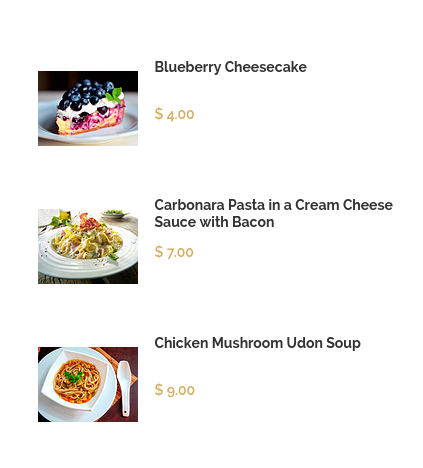 Blueberry Cheesecake
$ 4.00
Carbonara Pasta in a Cream Cheese
Sauce with Bacon
$ 7.00
Chicken Mushroom Udon Soup
$ 9.00